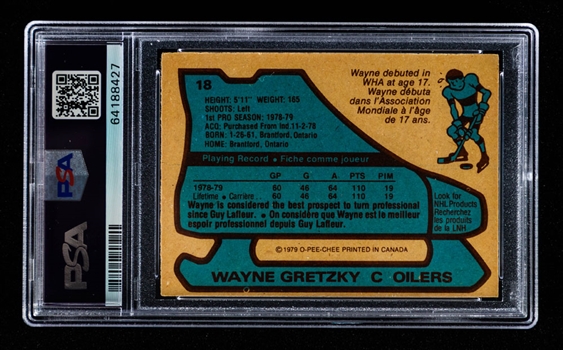 64188427
PSA
PSA
18
HEIGHT: 5'11" WEIGHT: 165
SHOOTS: Left
1st PRO SEASON: 1978-79
ACQ: Purchased From Ind.11-2-78
BORN: 1-26-61, Brantford, Ontario
HOME: Brantford, Ontario
Wayne debuted in
WHA at age 17.
Wayne débuta
dans l'Association
Mondiale à l'âge
de 17 ans.
Playing Record • Fiche comme joueur
GP G A PTS PIM
1978-79 60 46 64 110 19
Lifetime • Carrière 60 46 64 110 19
Wayne is considered the best prospect to turn professional
since Guy Lafleur. • On considére que Wayne est le meilleur
espoir professionnel depuis Guy Lafleur.
Look for
NHL Products
Recherchez
les produits
de la LNH
©1979 O-PEE-CHEE PRINTED IN CANADA
WAYNE GRETZKY C OILERS